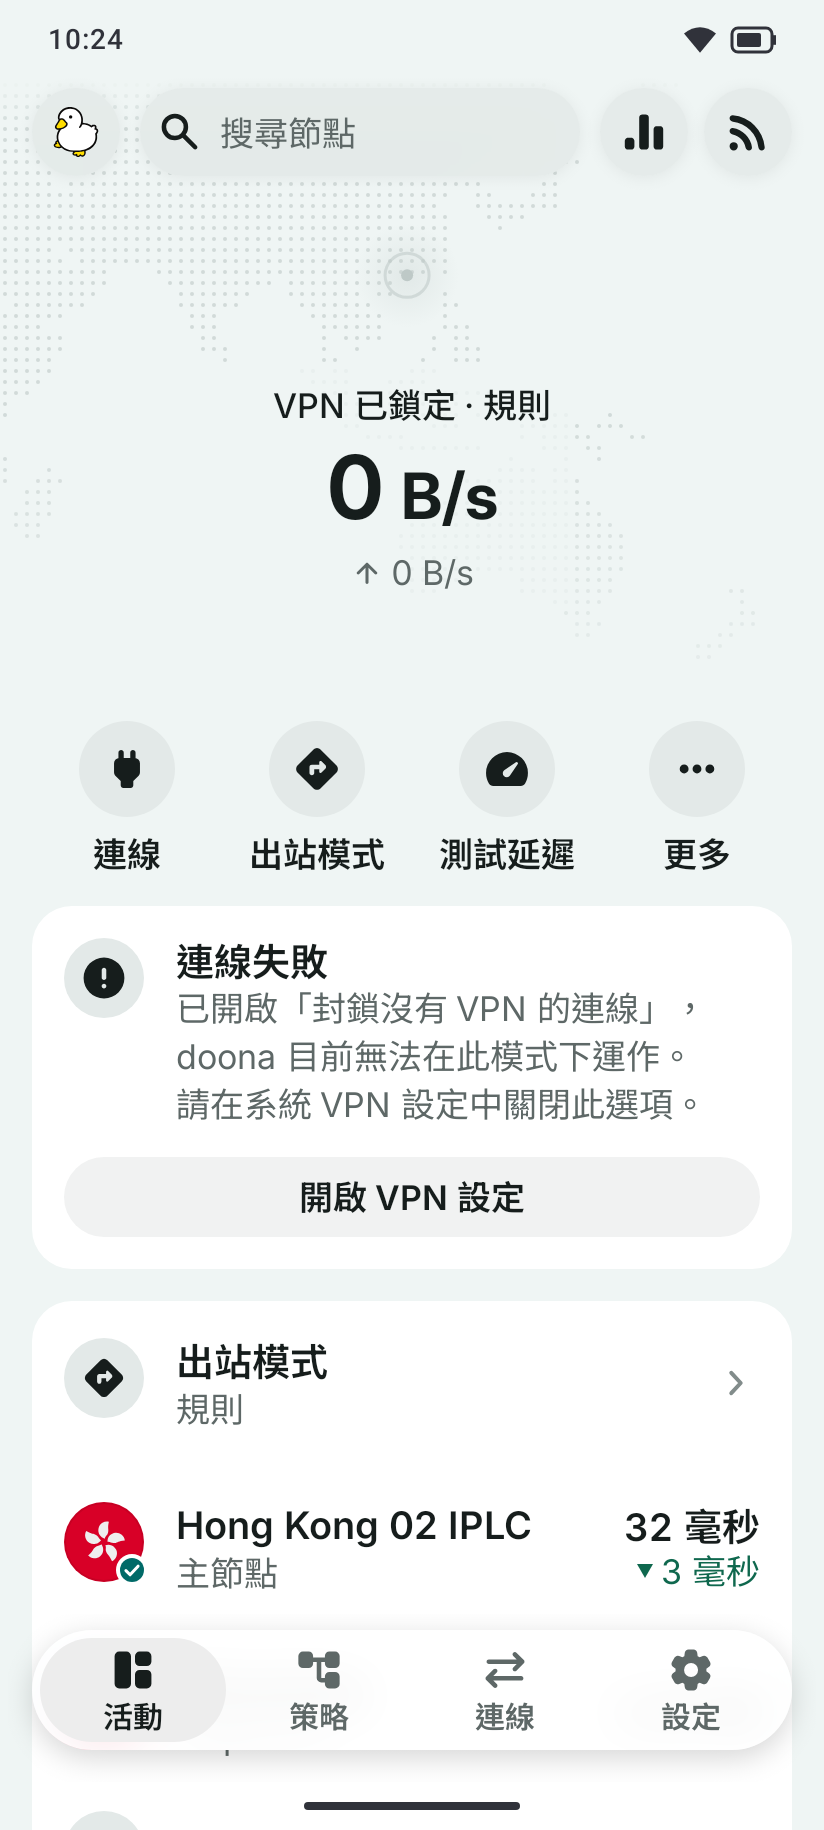 10:24
搜尋節點
VPN 已鎖定 · 規則
0 B/s
↑ 0 B/s
連線
出站模式
測試延遲
更多
連線失敗
已開啟「封鎖沒有 VPN 的連線」，
doona 目前無法在此模式下運作。
請在系統 VPN 設定中關閉此選項。
開啟 VPN 設定
出站模式
規則
Hong Kong 02 IPLC
32 毫秒
主節點
▼3 毫秒
活動
策略
連線
設定